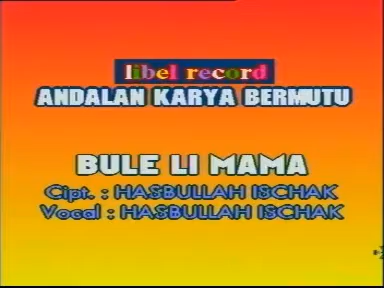 libel record
ANDALAN KARYA BERMUTU
BULE LI MAMA
Cipt. : HASBULLAH ISCHAK
Vocal : HASBULLAH ISCHAK